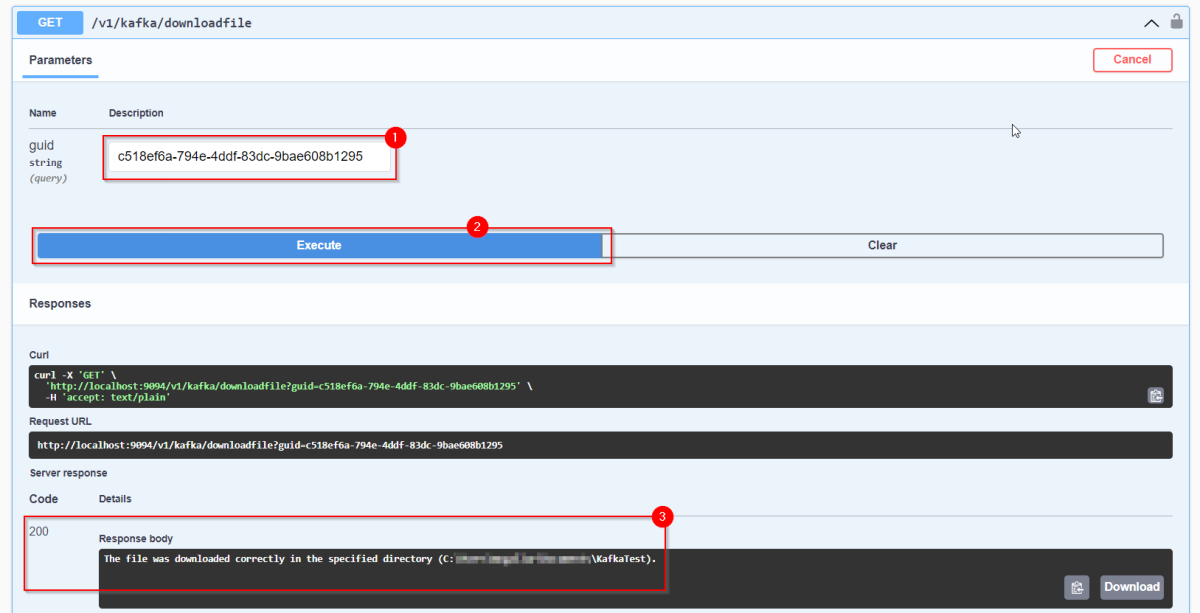 GET /v1/kafka/downloadfile
Parameters
Cancel
Name Description
guid
string
(query)
c518ef6a-794e-4ddf-83dc-9bae608b1295
1
2
Execute Clear
Responses
Curl
curl -X 'GET' \
'http://localhost:9094/v1/kafka/downloadfile?guid=c518ef6a-794e-4ddf-83dc-9bae608b1295' \
-H 'accept: text/plain'
Request URL
http://localhost:9094/v1/kafka/downloadfile?guid=c518ef6a-794e-4ddf-83dc-9bae608b1295
Server response
Code Details
3
200
Response body
The file was downloaded correctly in the specified directory (C: \KafkaTest).
Download